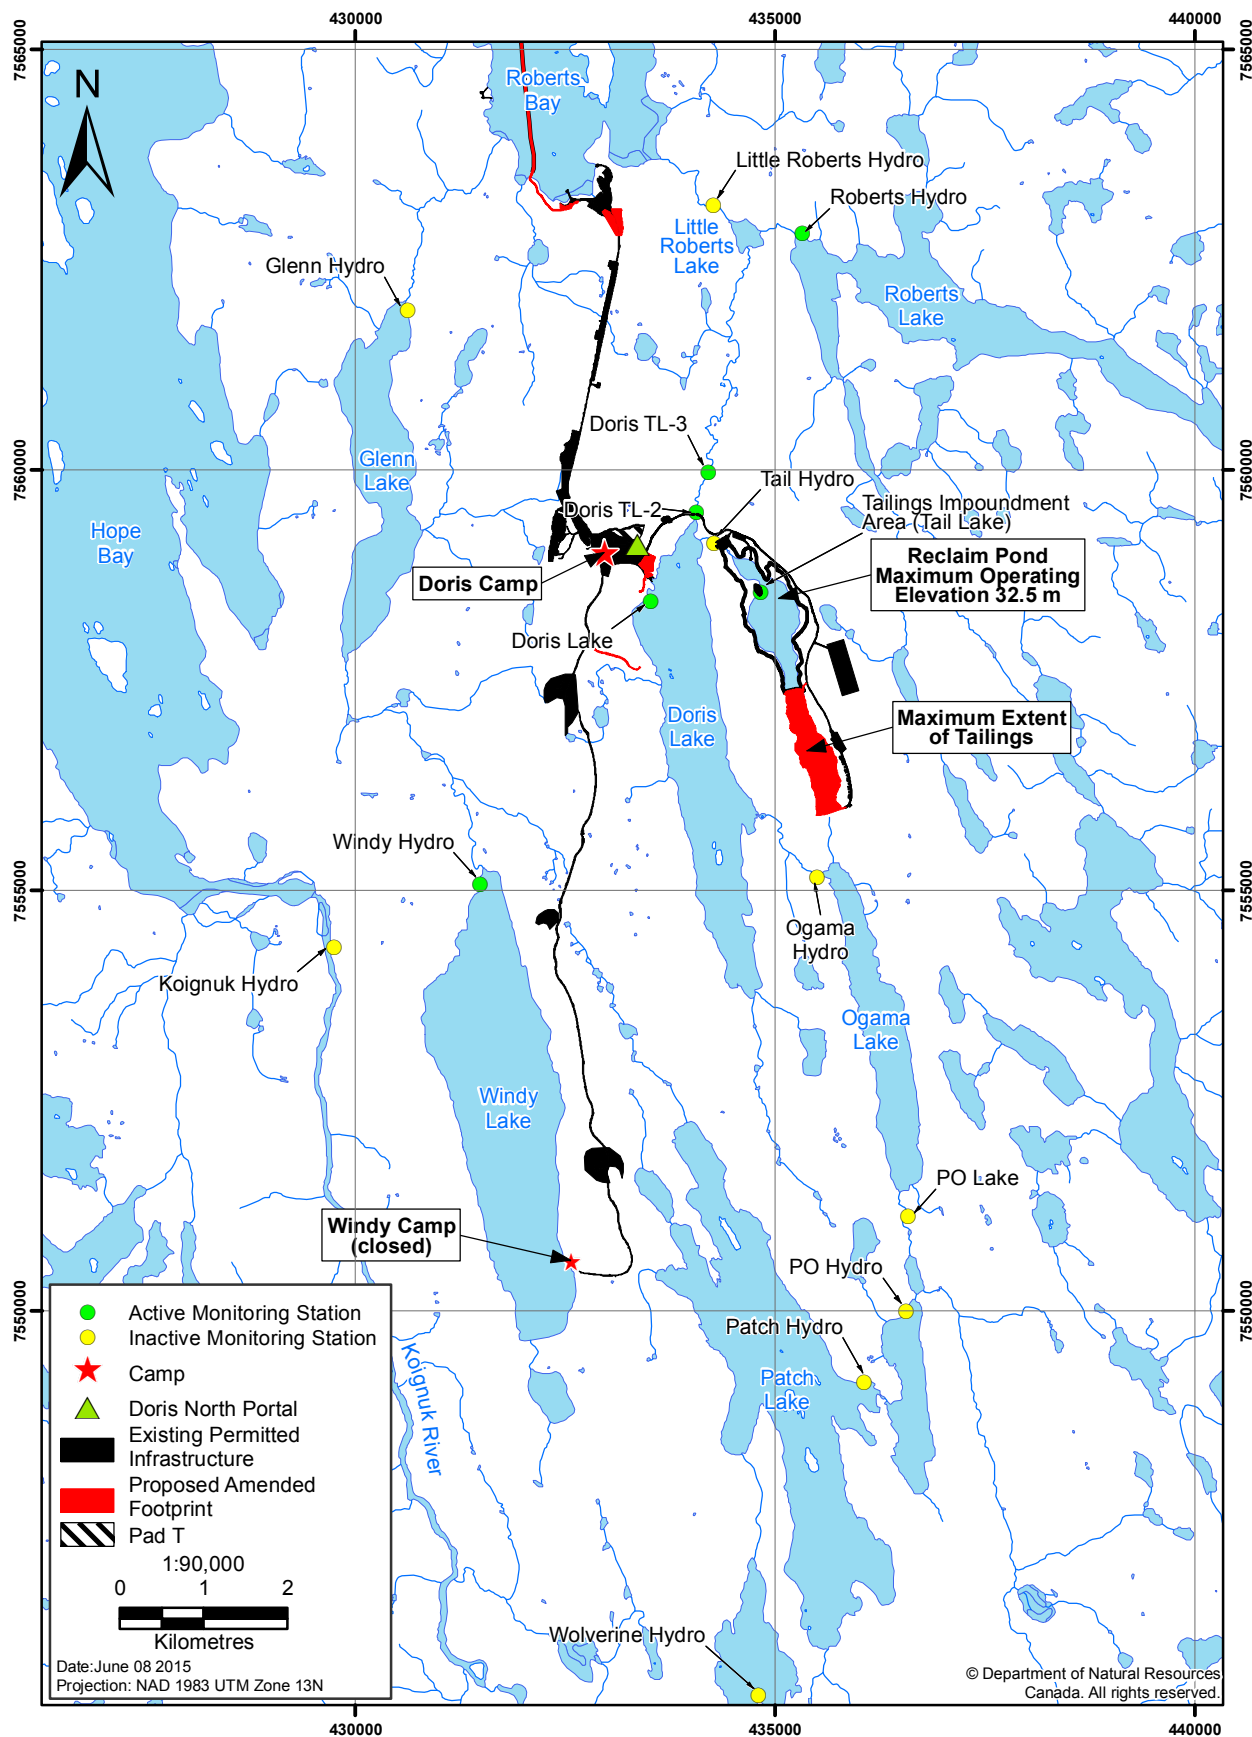 430000
435000
440000
7565000
7565000
N
Roberts
Bay
Little Roberts Hydro
Roberts Hydro
Little
Roberts
Lake
Glenn Hydro
Roberts
Lake
Doris TL-3
Glenn
Lake
7560000
7560000
Tail Hydro
Tailings Impoundment
Area (Tail Lake)
Doris TL-2
Hope
Bay
Reclaim Pond
Maximum Operating
Elevation 32.5 m
Doris Camp
Doris Lake
Doris
Lake
Maximum Extent
of Tailings
Windy Hydro
7555000
7555000
Ogama
Hydro
Koignuk Hydro
Ogama
Lake
Windy
Lake
PO Lake
Windy Camp
(closed)
PO Hydro
7550000
7550000
Patch Hydro
Patch
Lake
Koignuk River
Active Monitoring Station
Inactive Monitoring Station
Camp
Doris North Portal
Existing Permitted
Infrastructure
Proposed Amended
Footprint
Pad T
1:90,000
0 1 2
Kilometres
Date:June 08 2015
Projection: NAD 1983 UTM Zone 13N
Wolverine Hydro
© Department of Natural Resources
Canada. All rights reserved.
430000
435000
440000